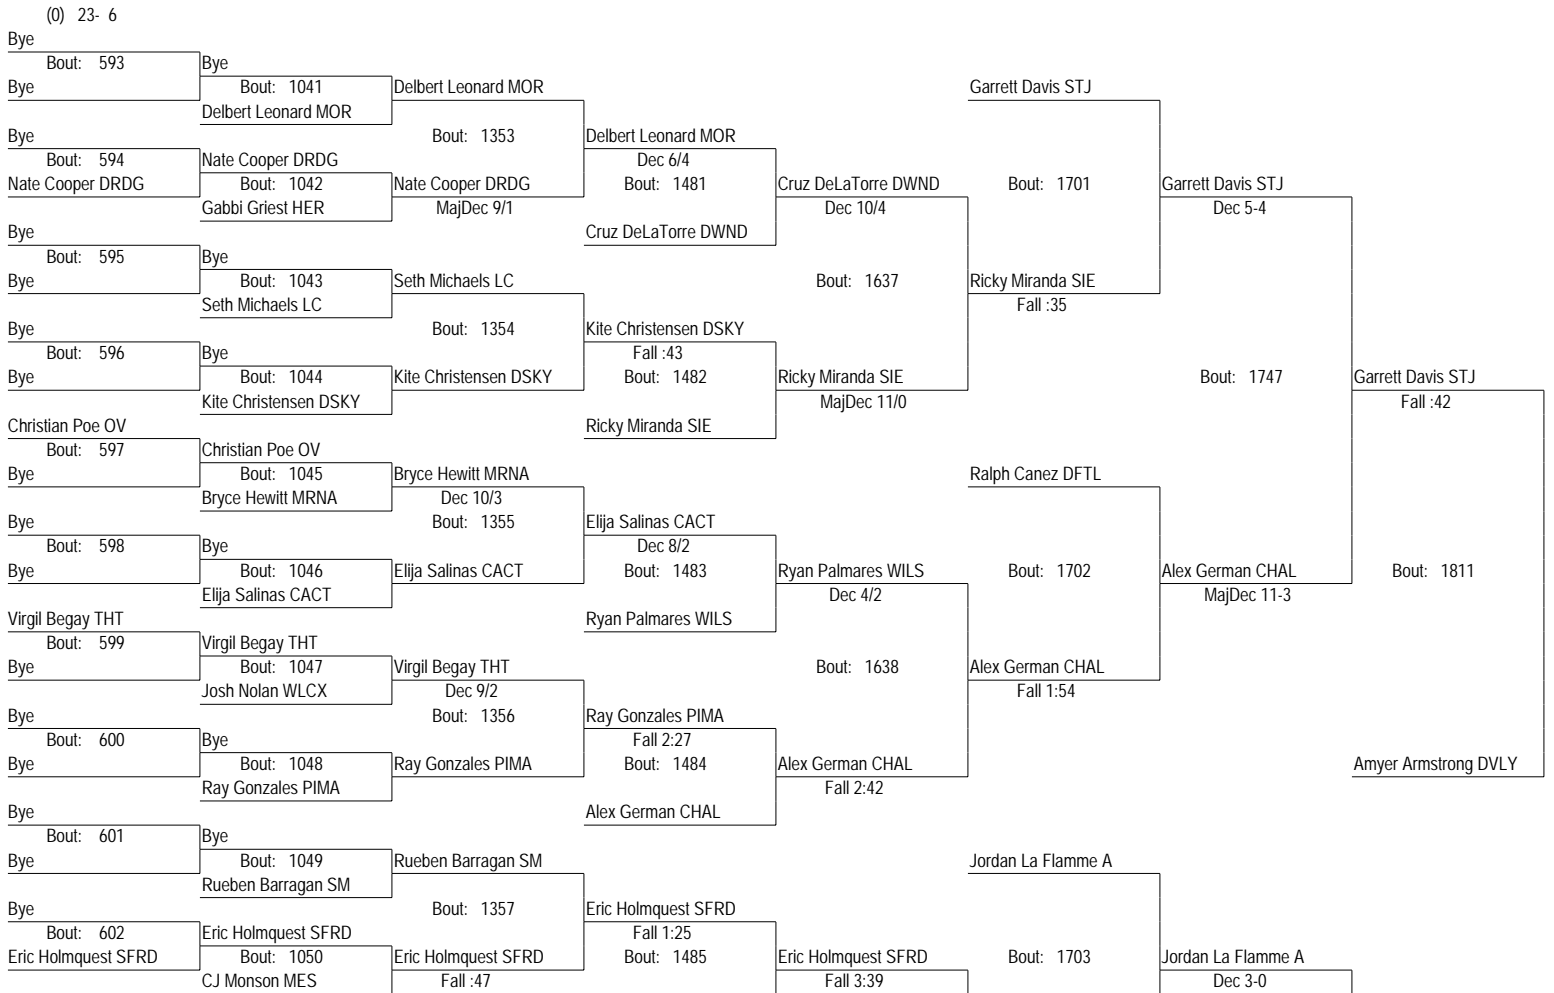 (0) 23- 6
Bye
Bout: 593 Bye
Bye Bout: 1041 Delbert Leonard MOR Garrett Davis STJ
Delbert Leonard MOR
Bye Bout: 1353 Delbert Leonard MOR
Bout: 594 Nate Cooper DRDG Dec 6/4
Nate Cooper DRDG Bout: 1042 Nate Cooper DRDG Bout: 1481 Cruz DeLaTorre DWND Bout: 1701 Garrett Davis STJ
Gabbi Griest HER MajDec 9/1 Dec 10/4 Dec 5-4
Bye Cruz DeLaTorre DWND
Bout: 595 Bye
Bye Bout: 1043 Seth Michaels LC Bout: 1637 Ricky Miranda SIE
Seth Michaels LC Fall :35
Bye Bout: 1354 Kite Christensen DSKY
Bout: 596 Bye Fall :43
Bye Bout: 1044 Kite Christensen DSKY Bout: 1482 Ricky Miranda SIE Bout: 1747 Garrett Davis STJ
Kite Christensen DSKY MajDec 11/0 Fall :42
Christian Poe OV Ricky Miranda SIE
Bout: 597 Christian Poe OV
Bye Bout: 1045 Bryce Hewitt MRNA Ralph Canez DFTL
Bryce Hewitt MRNA Dec 10/3
Bye Bout: 1355 Elija Salinas CACT
Bout: 598 Bye Dec 8/2
Bye Bout: 1046 Elija Salinas CACT Bout: 1483 Ryan Palmares WILS Bout: 1702 Alex German CHAL Bout: 1811
Elija Salinas CACT Dec 4/2 MajDec 11-3
Virgil Begay THT Ryan Palmares WILS
Bout: 599 Virgil Begay THT
Bye Bout: 1047 Virgil Begay THT Bout: 1638 Alex German CHAL
Josh Nolan WLCX Dec 9/2 Fall 1:54
Bye Bout: 1356 Ray Gonzales PIMA
Bout: 600 Bye Fall 2:27
Bye Bout: 1048 Ray Gonzales PIMA Bout: 1484 Alex German CHAL Amyer Armstrong DVLY
Ray Gonzales PIMA Fall 2:42
Bye Alex German CHAL
Bout: 601 Bye
Bye Bout: 1049 Rueben Barragan SM Jordan La Flamme A
Rueben Barragan SM
Bye Bout: 1357 Eric Holmquest SFRD
Bout: 602 Eric Holmquest SFRD Fall 1:25
Eric Holmquest SFRD Bout: 1050 Eric Holmquest SFRD Bout: 1485 Eric Holmquest SFRD Bout: 1703 Jordan La Flamme A
CJ Monson MES Fall :47 Fall 3:39 Dec 3-0